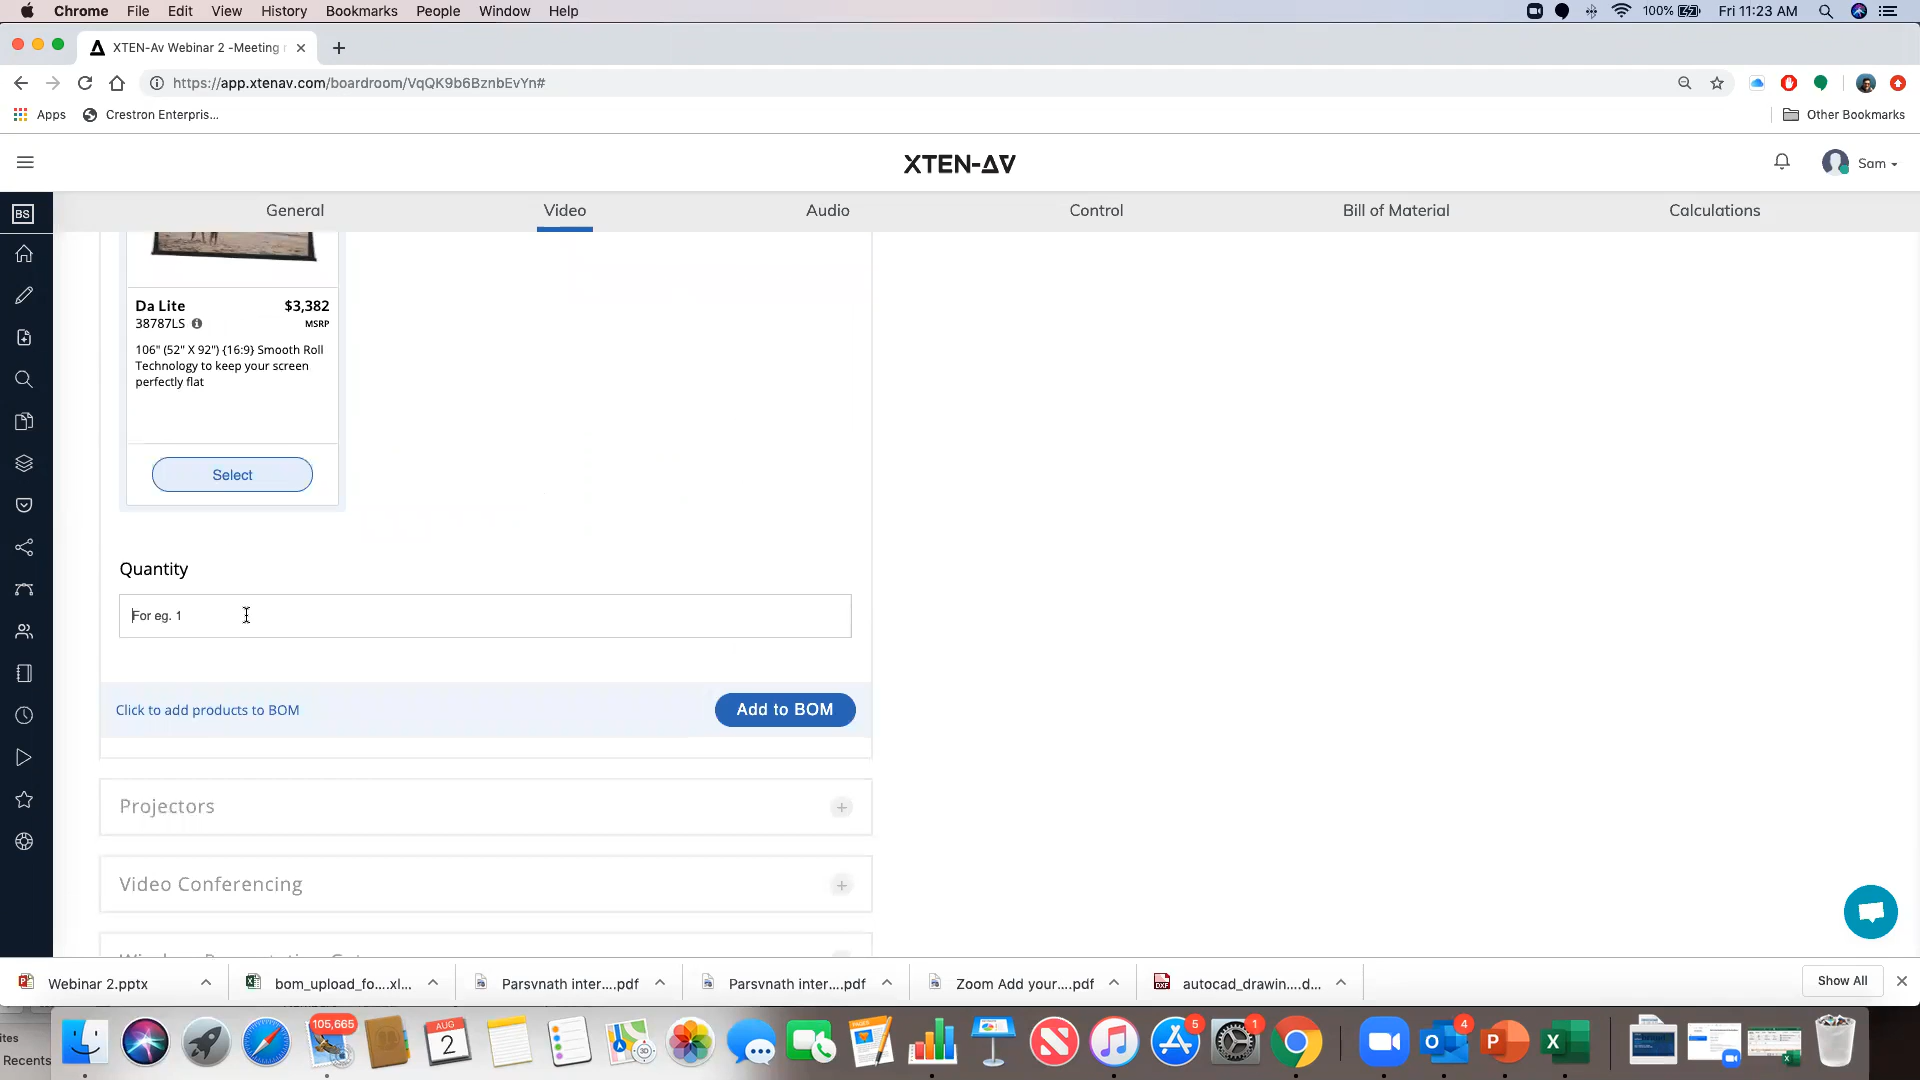 Chrome File Edit View History Bookmarks People Window Help
100% Fri 11:23 AM
XTEN-Av Webinar 2 -Meeting
https://app.xtenav.com/boardroom/VqQK9b6BznbEvYn#
Apps Crestron Enterpris... Other Bookmarks
XTEN-AV
Sam
BS
General Video Audio Control Bill of Material Calculations
Da Lite $3,382
38787LS MSRP
106" (52" X 92") {16:9} Smooth Roll
Technology to keep your screen
perfectly flat
Select
Quantity
For eg. 1
Click to add products to BOM Add to BOM
Projectors
Video Conferencing
Webinar 2.pptx bom_upload_fo....xl... Parsvnath inter....pdf Parsvnath inter....pdf Zoom Add your....pdf autocad_drawin....d... Show All
105,665
AUG
2
5
1
4
Recents